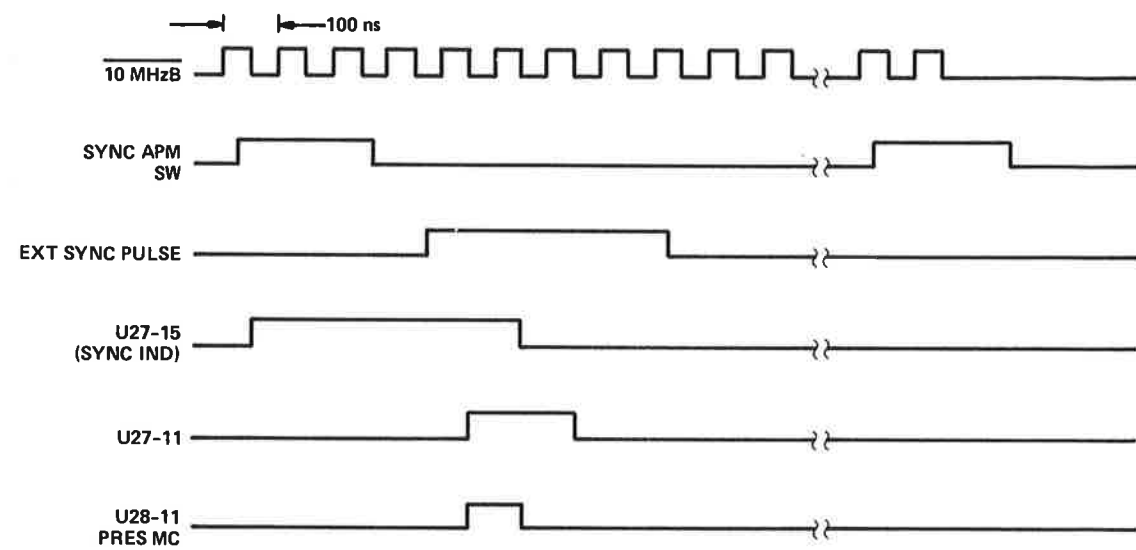 100 ns
10 MHzB
SYNC ARM
SW
EXT SYNC PULSE
U27-15
(SYNC IND)
U27-11
U28-11
PRES MC